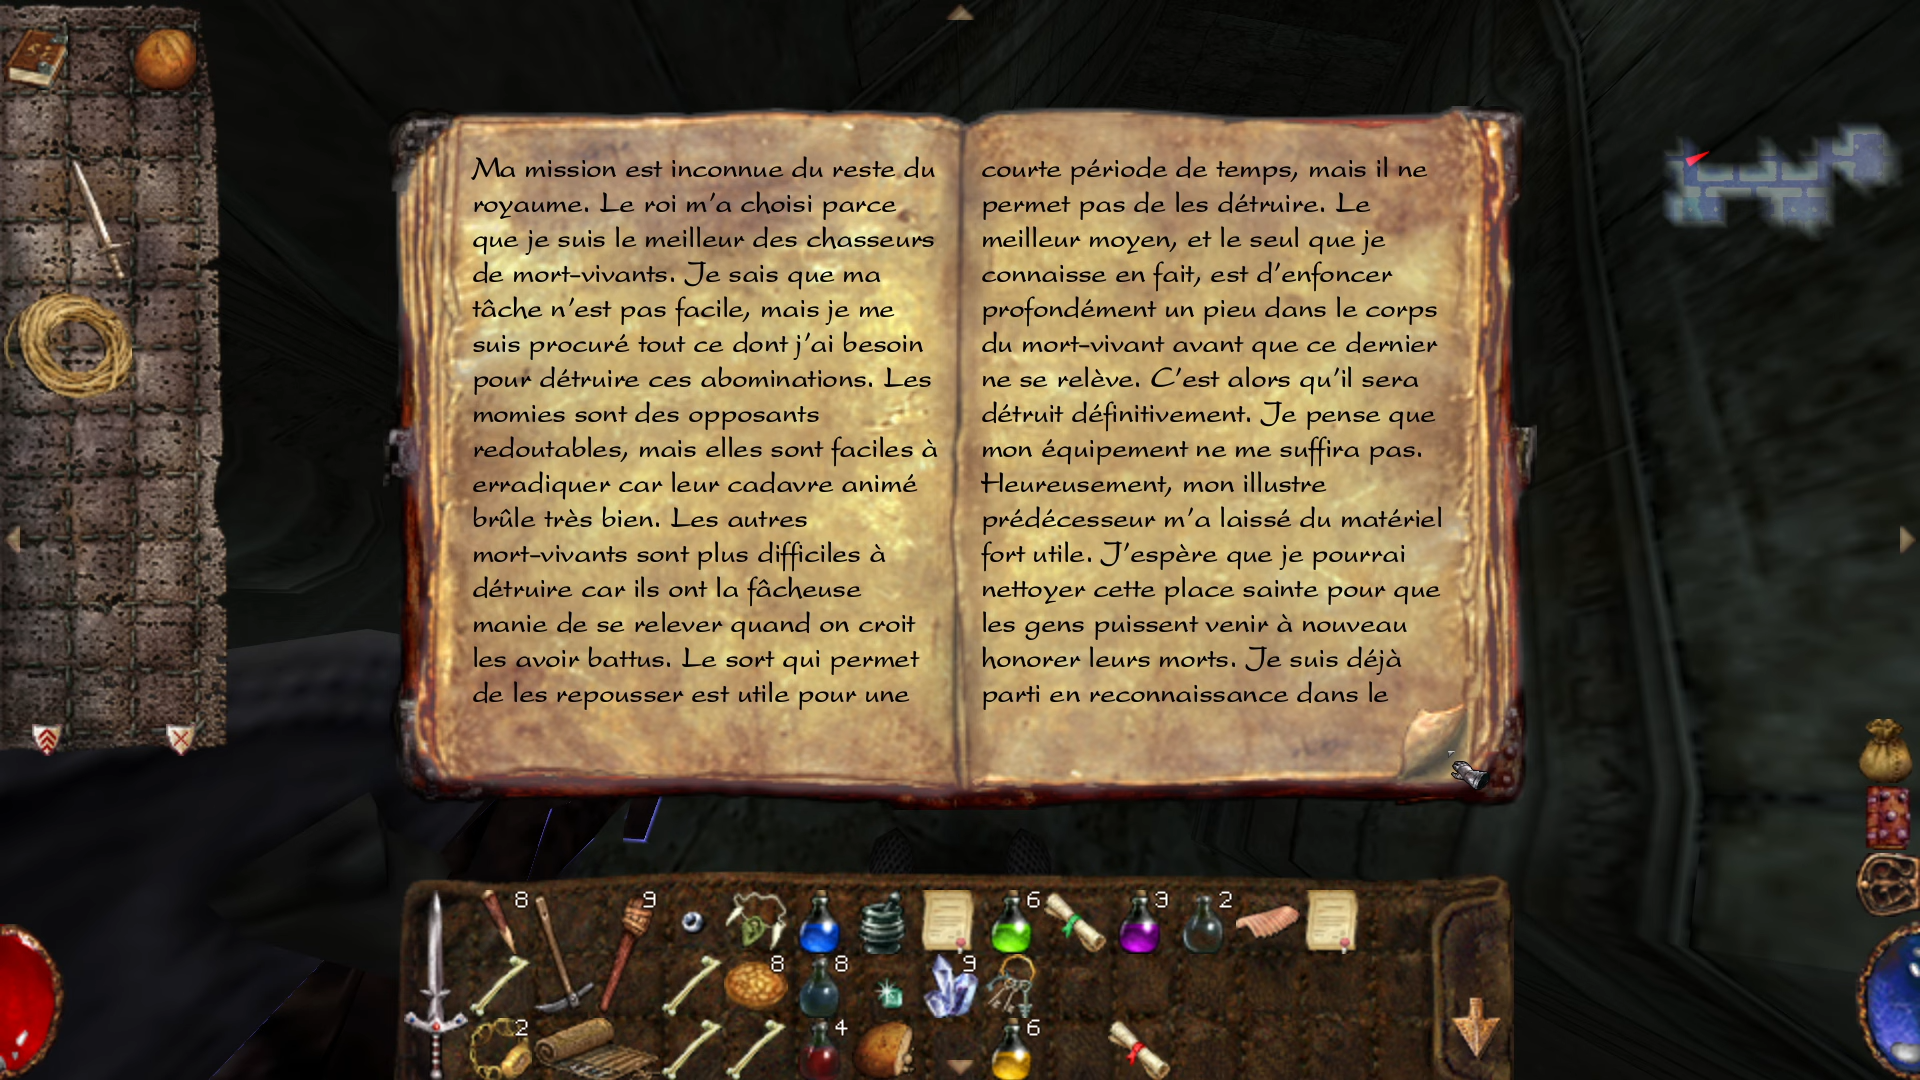 Ma mission est inconnue du reste du
royaume. Le roi m'a choisi parce
que je suis le meilleur des chasseurs
de mort-vivants. Je sais que ma
tâche n'est pas facile, mais je me
suis procuré tout ce dont j'ai besoin
pour détruire ces abominations. Les
momies sont des opposants
redoutables, mais elles sont faciles à
erradiquer car leur cadavre animé
brûle très bien. Les autres
mort-vivants sont plus difficiles à
détruire car ils ont la fâcheuse
manie de se relever quand on croit
les avoir battus. Le sort qui permet
de les repousser est utile pour une
courte période de temps, mais il ne
permet pas de les détruire. Le
meilleur moyen, et le seul que je
connaisse en fait, est d'enfoncer
profondément un pieu dans le corps
du mort-vivant avant que ce dernier
ne se relève. C'est alors qu'il sera
détruit définitivement. Je pense que
mon équipement ne me suffira pas.
Heureusement, mon illustre
prédécesseur m'a laissé du matériel
fort utile. J'espère que je pourrai
nettoyer cette place sainte pour que
les gens puissent venir à nouveau
honorer leurs morts. Je suis déjà
parti en reconnaissance dans le
8 9 6 3 2
8 8 9
2 4 6